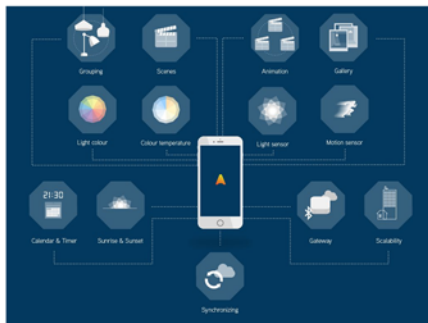 Grouping
Scenes
Animation
Gallery
Light colour
Colour temperature
Light sensor
Motion sensor
21:30
Calendar & Timer
Sunrise & Sunset
Gateway
Scalability
Synchronizing